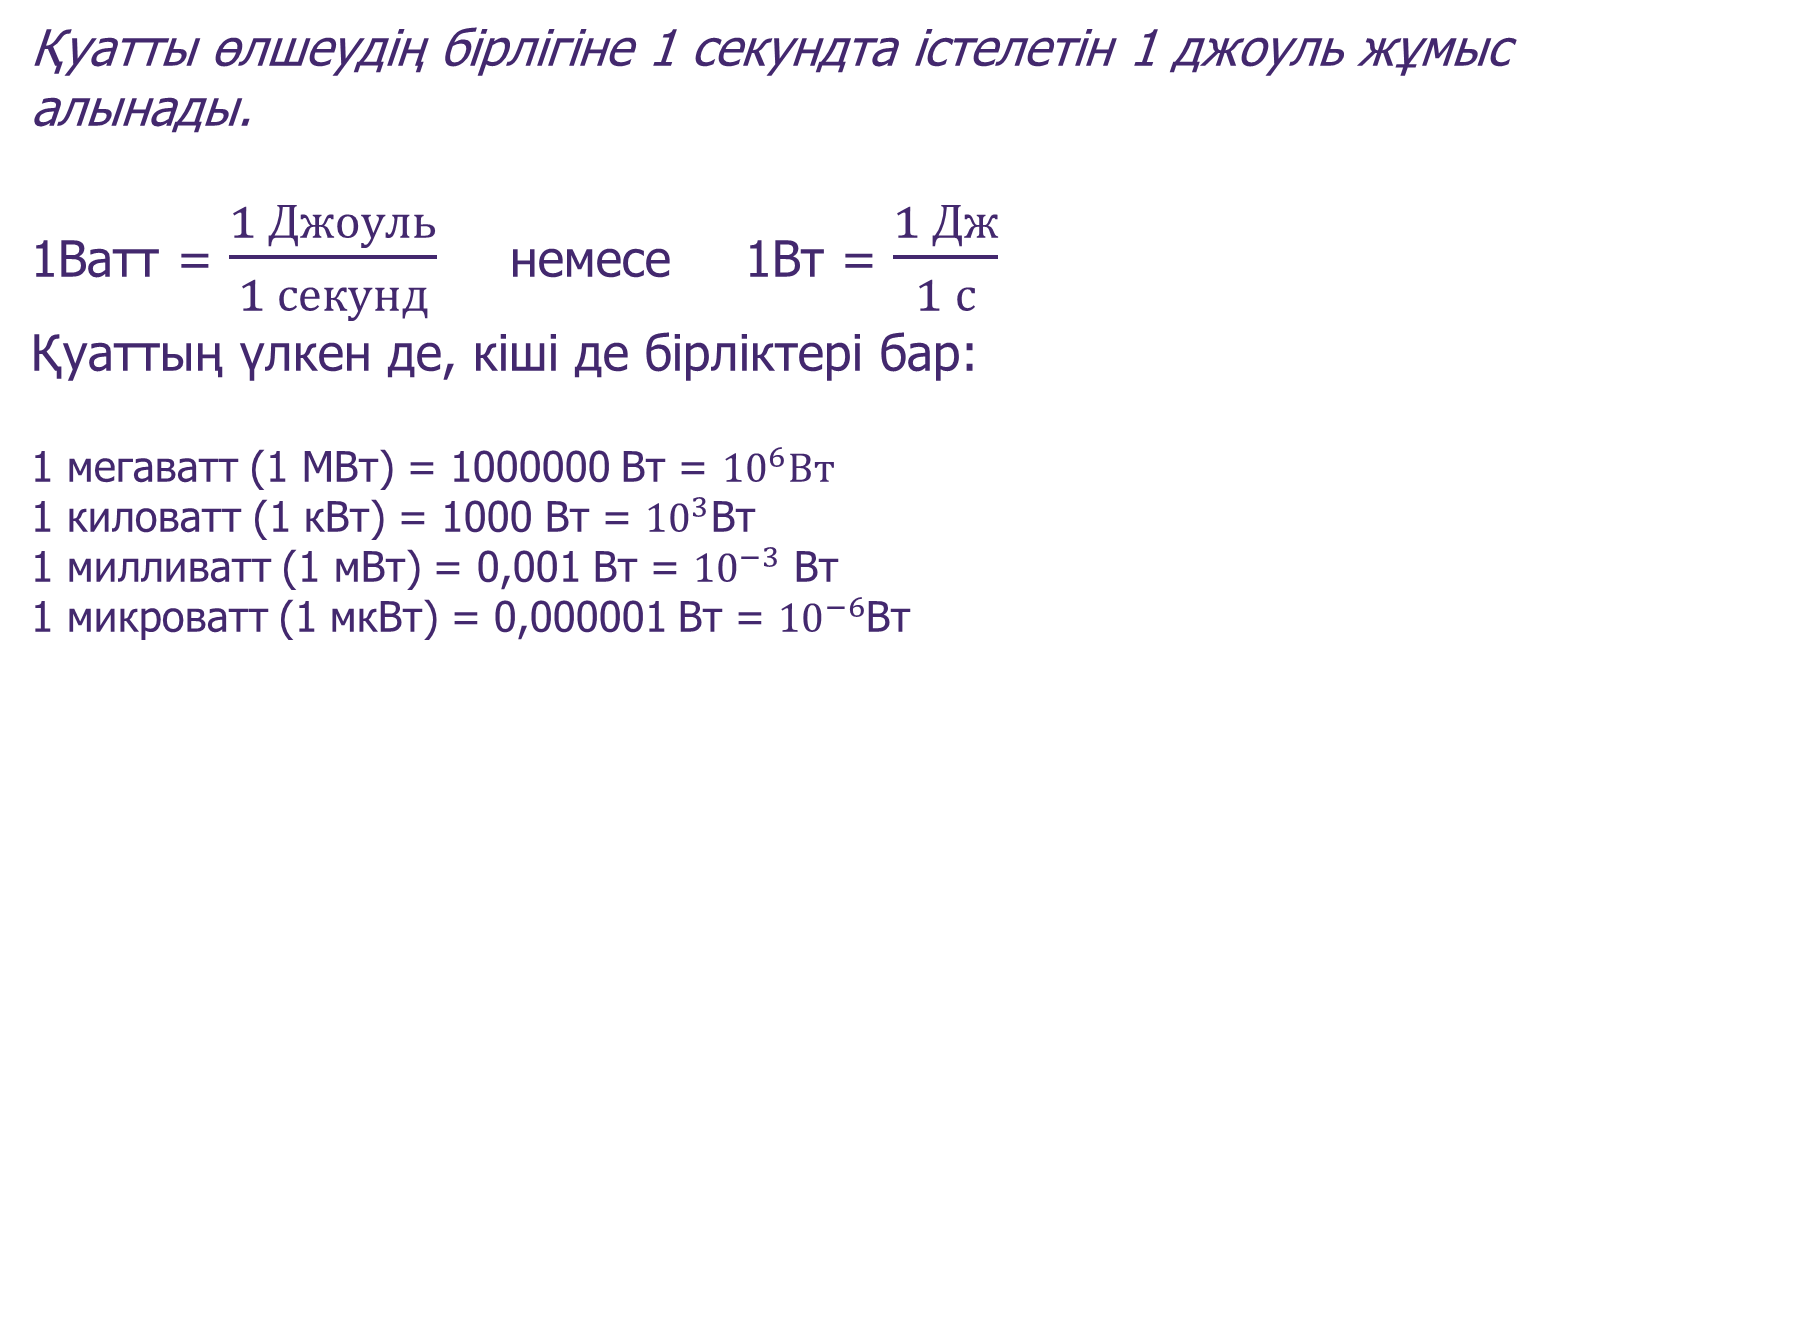 Қуатты өлшеудің бірлігіне 1 секундта істелетін 1 джоуль жұмыс
алынады.
1Ватт = 1 Джоуль / 1 секунд немесе 1Вт = 1 Дж / 1 с
Қуаттың үлкен де, кіші де бірліктері бар:
1 мегаватт (1 МВт) = 1000000 Вт = 10⁶Вт
1 киловатт (1 кВт) = 1000 Вт = 10³Вт
1 милливатт (1 мВт) = 0,001 Вт = 10⁻³ Вт
1 микроватт (1 мкВт) = 0,000001 Вт = 10⁻⁶Вт